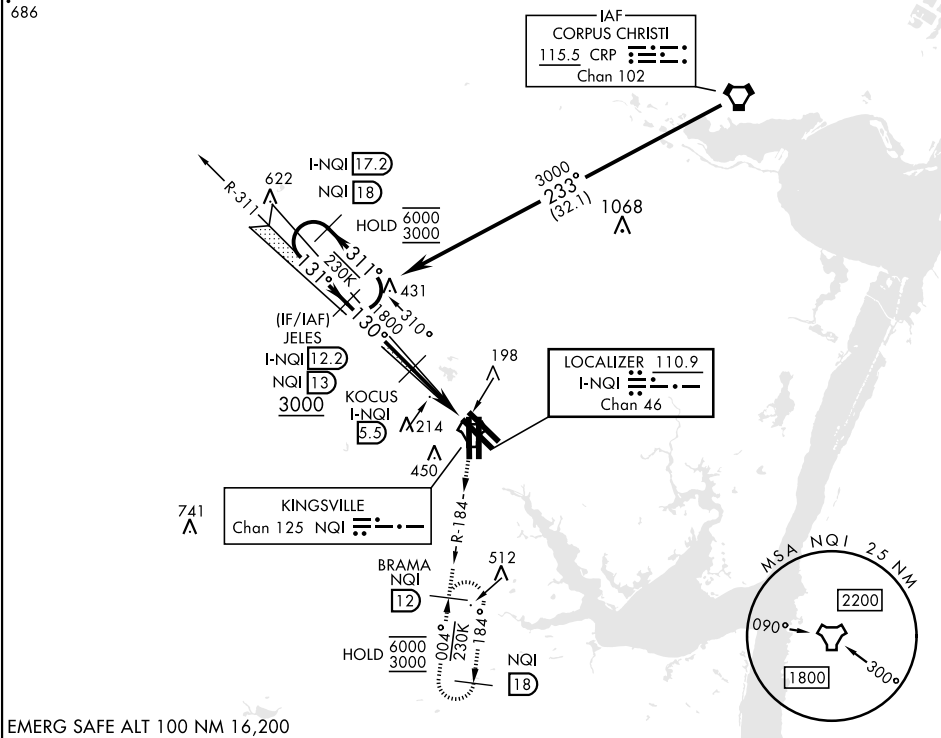 686
IAF
CORPUS CHRISTI
115.5 CRP
Chan 102
3000
233°
(32.1)
1068
R-311
622
I-NQI 17.2
NQI 18
HOLD 6000
3000
311°
230K
131°
431
1800
310°
130°
(IF/IAF)
JELES
I-NQI 12.2
NQI 13
3000
KOCUS
I-NQI
5.5
214
198
LOCALIZER 110.9
I-NQI
Chan 46
450
741
KINGSVILLE
Chan 125 NQI
R-184
BRAMA
NQI
12
512
HOLD 6000
3000
004°
230K
184°
NQI
18
MSA NQI 25 NM
2200
090°
1800
300°
EMERG SAFE ALT 100 NM 16,200